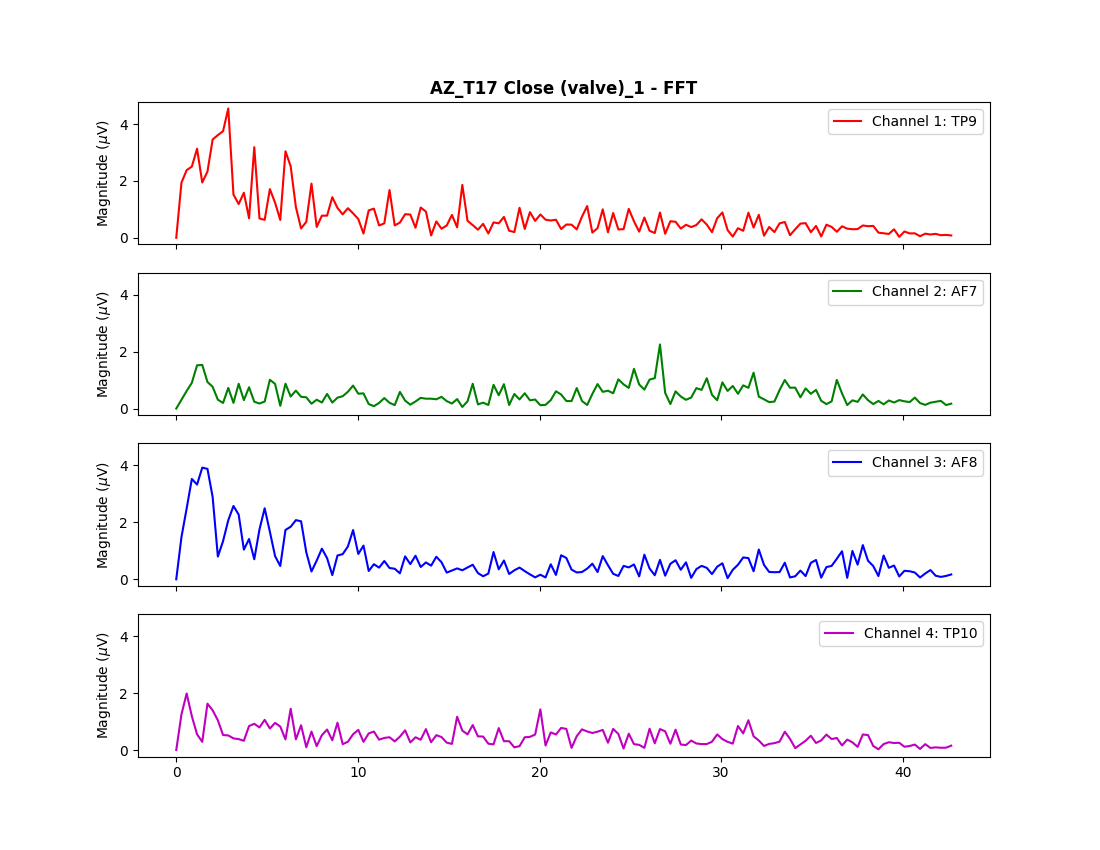 AZ_T17 Close (valve)_1 - FFT
Magnitude (μV)
4
2
0
Channel 1: TP9
Magnitude (μV)
4
2
0
Channel 2: AF7
Magnitude (μV)
4
2
0
Channel 3: AF8
Magnitude (μV)
4
2
0
Channel 4: TP10
0 10 20 30 40